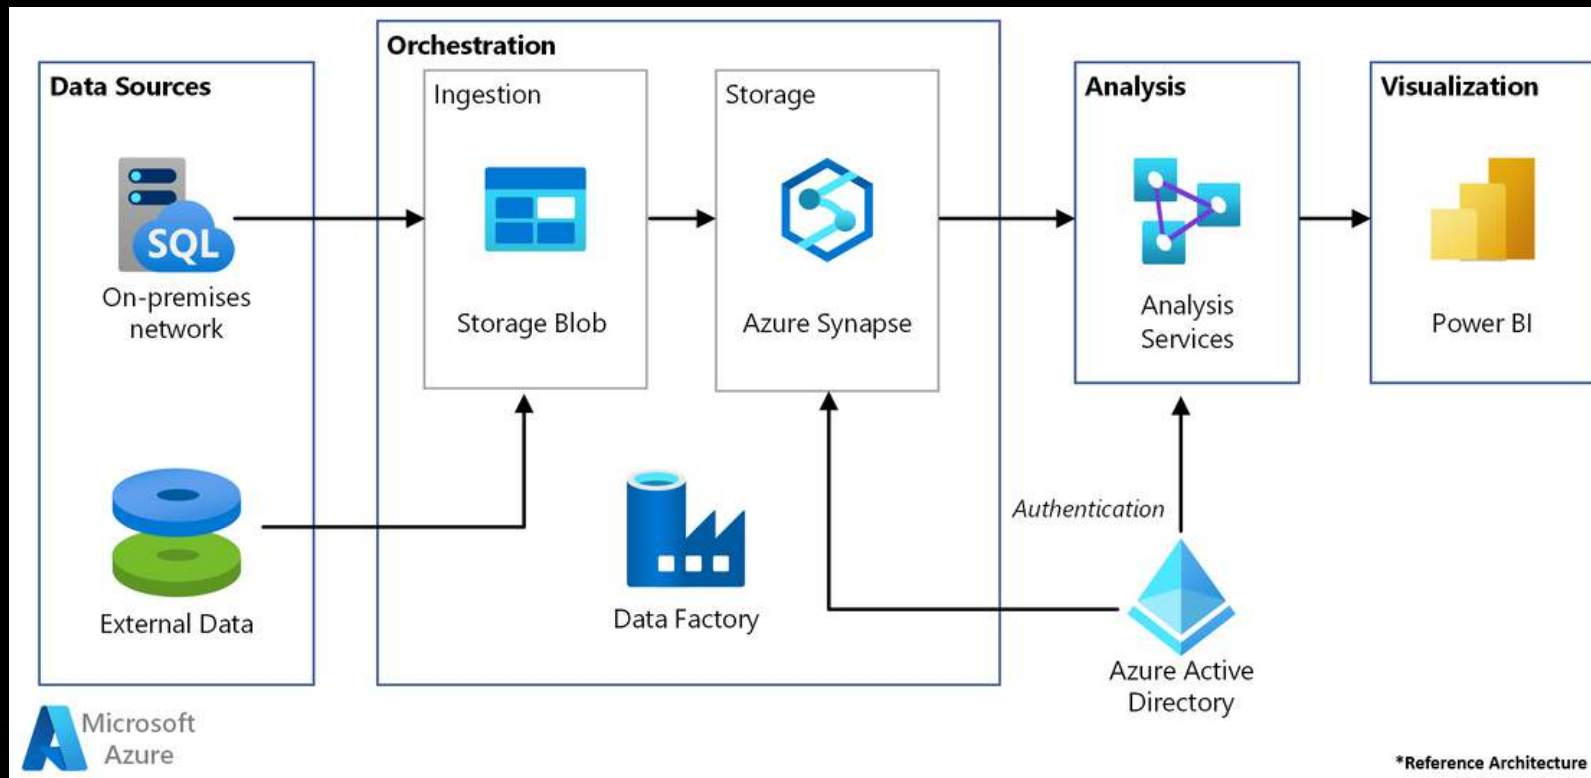 Data Sources
SQL
On-premises
network
External Data
Orchestration
Ingestion
Storage Blob
Storage
Azure Synapse
Data Factory
Analysis
Analysis
Services
Visualization
Power BI
Authentication
Azure Active
Directory
Microsoft
Azure
*Reference Architecture